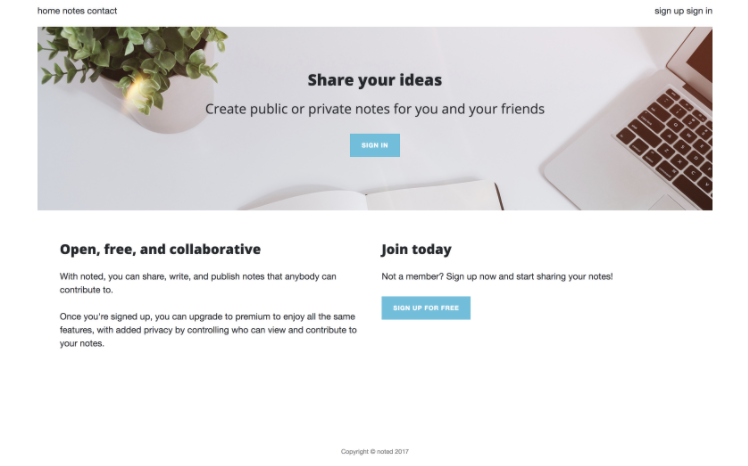 home notes contact
sign up sign in
Share your ideas
Create public or private notes for you and your friends
SIGN IN
Open, free, and collaborative
With noted, you can share, write, and publish notes that anybody can
contribute to.
Once you're signed up, you can upgrade to premium to enjoy all the same
features, with added privacy by controlling who can view and contribute to
your notes.
Join today
Not a member? Sign up now and start sharing your notes!
SIGN UP FOR FREE
Copyright © noted 2017